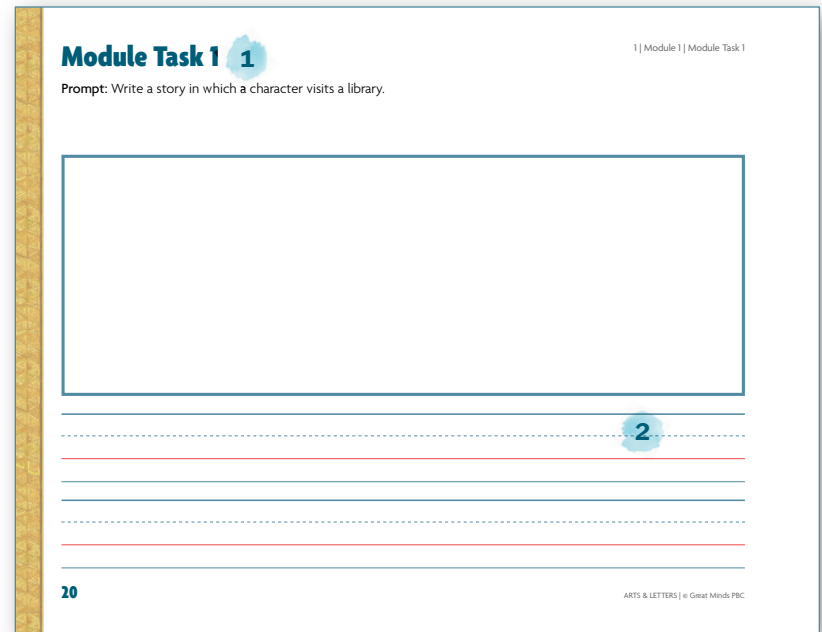 Module Task 1 1
1 | Module 1 | Module Task 1
Prompt: Write a story in which a character visits a library.
2
20
ARTS & LETTERS | © Great Minds PBC